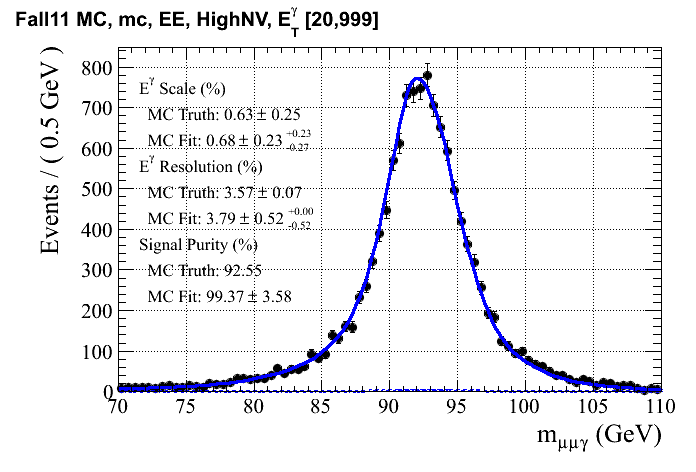 Fall11 MC, mc, EE, HighNV, E_T^γ [20,999]
Events / ( 0.5 GeV )
800
700
600
500
400
300
200
100
0
E^γ Scale (%)
MC Truth: 0.63 ± 0.25
MC Fit: 0.68 ± 0.23 +0.23 -0.27
E^γ Resolution (%)
MC Truth: 3.57 ± 0.07
MC Fit: 3.79 ± 0.52 +0.00 -0.52
Signal Purity (%)
MC Truth: 92.55
MC Fit: 99.37 ± 3.58
70 75 80 85 90 95 100 105 110
m_μμγ (GeV)